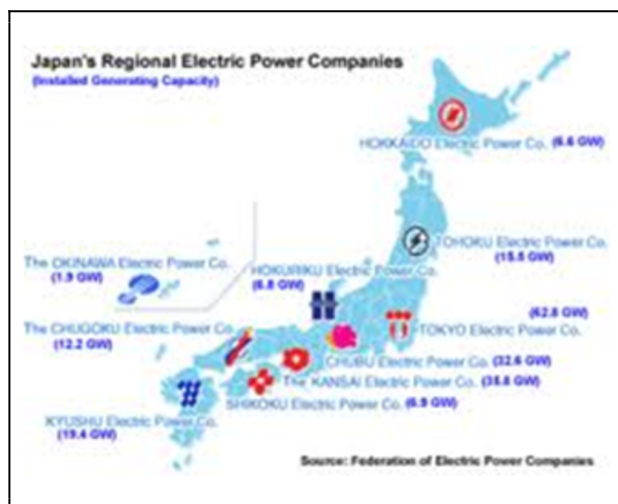 Japan's Regional Electric Power Companies
(Installed Generating Capacity)
HOKKAIDO Electric Power Co. (6.6 GW)
TOHOKU Electric Power Co.
The OKINAWA Electric Power Co.
(1.9 GW)
HOKURIKU Electric Power Co.
(6.8 GW)
(62.8 GW)
TOKYO Electric Power Co.
The CHUGOKU Electric Power Co.
(12.2 GW)
CHUBU Electric Power Co. (32.6 GW)
The KANSAI Electric Power Co. (35.8 GW)
SHIKOKU Electric Power Co. (6.9 GW)
KYUSHU Electric Power Co.
(19.4 GW)
Source: Federation of Electric Power Companies